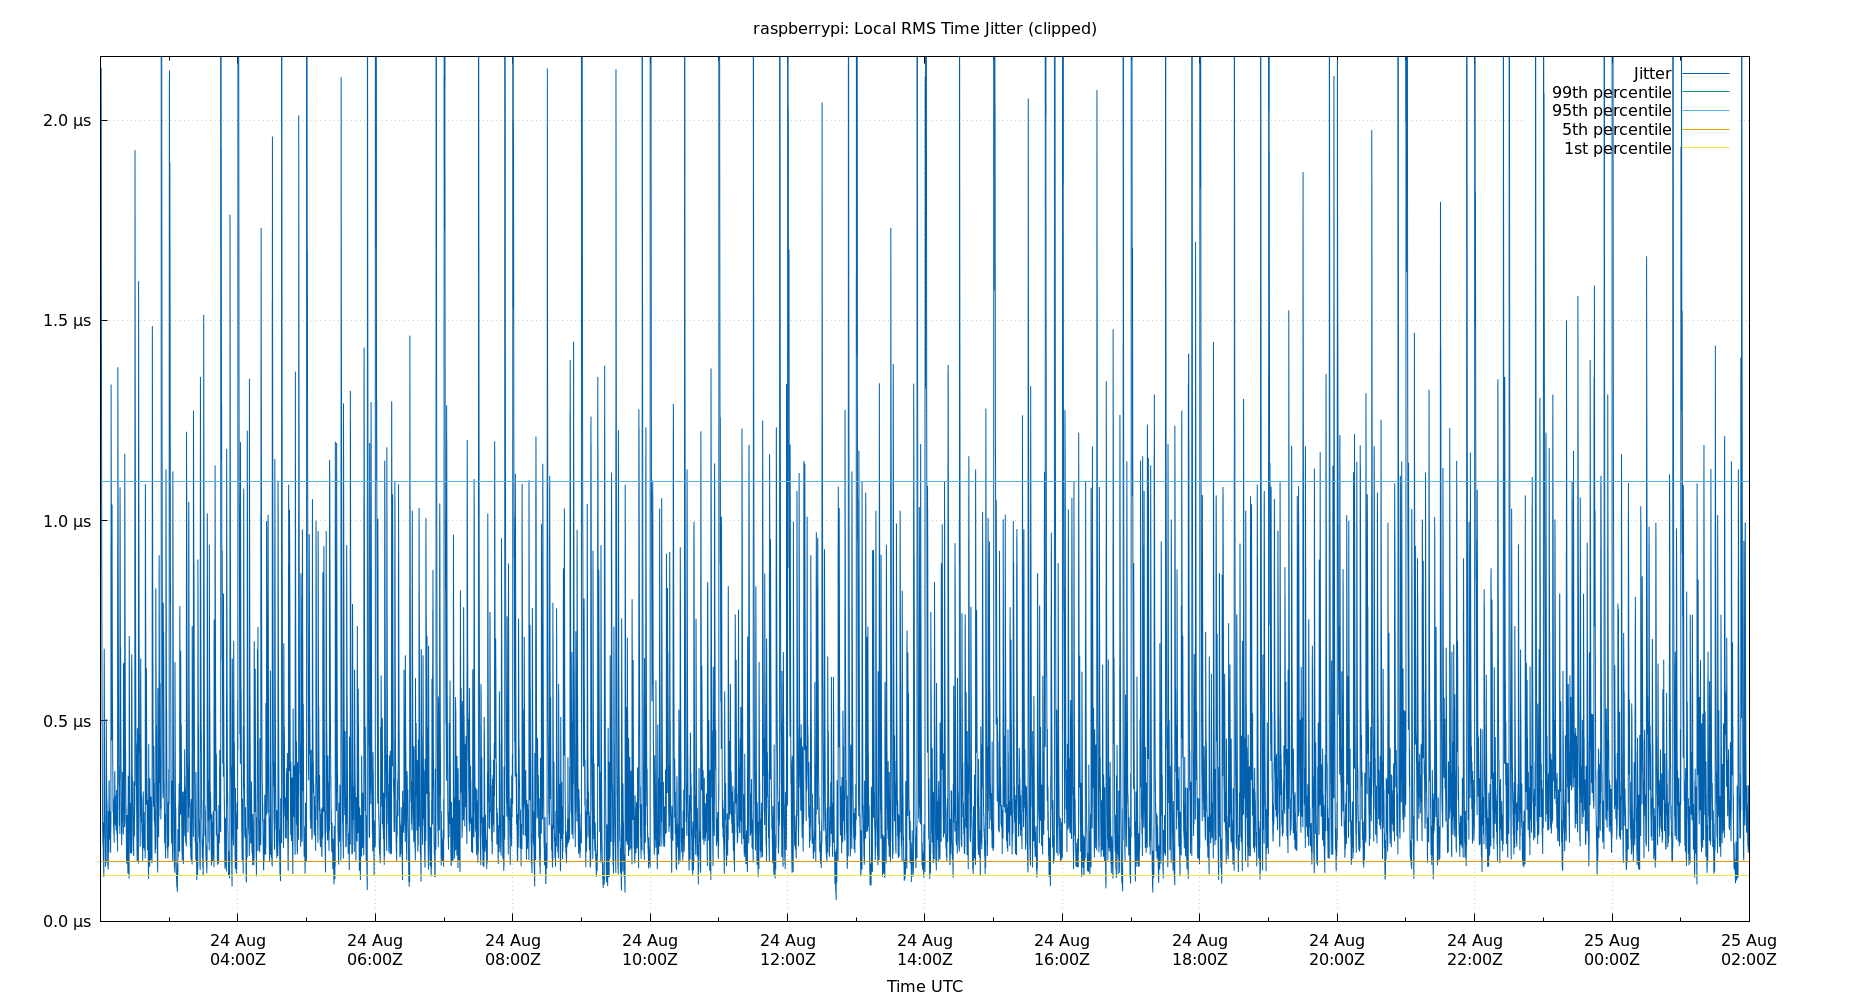 raspberrypi: Local RMS Time Jitter (clipped)
Jitter
99th percentile
95th percentile
5th percentile
1st percentile
2.0 µs
1.5 µs
1.0 µs
0.5 µs
0.0 µs
24 Aug 24 Aug 24 Aug 24 Aug 24 Aug 24 Aug 24 Aug 24 Aug 24 Aug 24 Aug 25 Aug 25 Aug
04:00Z 06:00Z 08:00Z 10:00Z 12:00Z 14:00Z 16:00Z 18:00Z 20:00Z 22:00Z 00:00Z 02:00Z
Time UTC